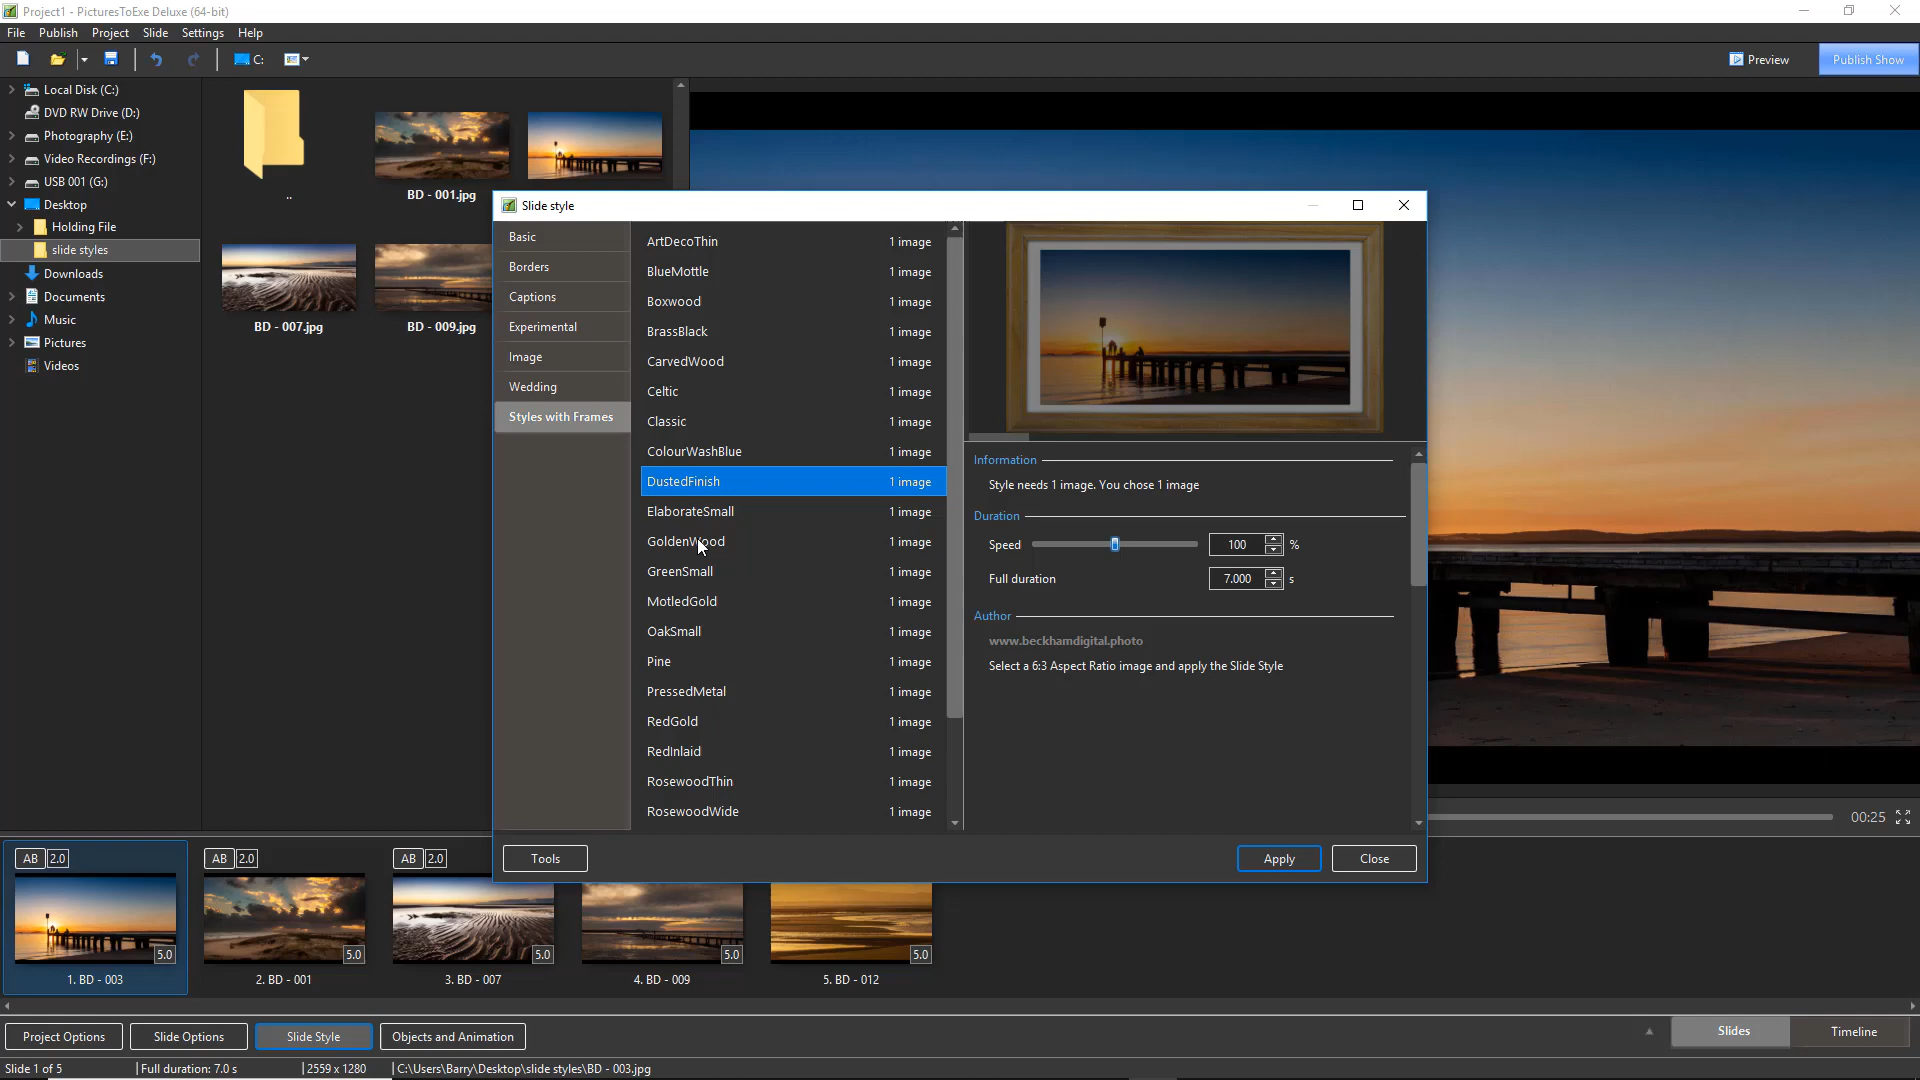 Project1 - PicturesToExe Deluxe (64-bit)
File Publish Project Slide Settings Help
C:
Preview
Publish Show
Local Disk (C:)
DVD RW Drive (D:)
Photography (E:)
Video Recordings (F:)
USB 001 (G:)
Desktop
Holding File
slide styles
Downloads
Documents
Music
Pictures
Videos
..
BD - 001.jpg
BD - 007.jpg
BD - 009.jpg
Slide style
Basic
Borders
Captions
Experimental
Image
Wedding
Styles with Frames
ArtDecoThin 1 image
BlueMottle 1 image
Boxwood 1 image
BrassBlack 1 image
CarvedWood 1 image
Celtic 1 image
Classic 1 image
ColourWashBlue 1 image
DustedFinish 1 image
ElaborateSmall 1 image
GoldenWood 1 image
GreenSmall 1 image
MotledGold 1 image
OakSmall 1 image
Pine 1 image
PressedMetal 1 image
RedGold 1 image
RedInlaid 1 image
RosewoodThin 1 image
RosewoodWide 1 image
Information
Style needs 1 image. You chose 1 image
Duration
Speed 100 %
Full duration 7.000 s
Author
www.beckhamdigital.photo
Select a 6:3 Aspect Ratio image and apply the Slide Style
Tools
Apply
Close
00:25
AB 2.0
AB 2.0
AB 2.0
5.0
5.0
5.0
5.0
5.0
1. BD - 003
2. BD - 001
3. BD - 007
4. BD - 009
5. BD - 012
Project Options
Slide Options
Slide Style
Objects and Animation
Slides
Timeline
Slide 1 of 5
Full duration: 7.0 s
2559 x 1280
C:\Users\Barry\Desktop\slide styles\BD - 003.jpg